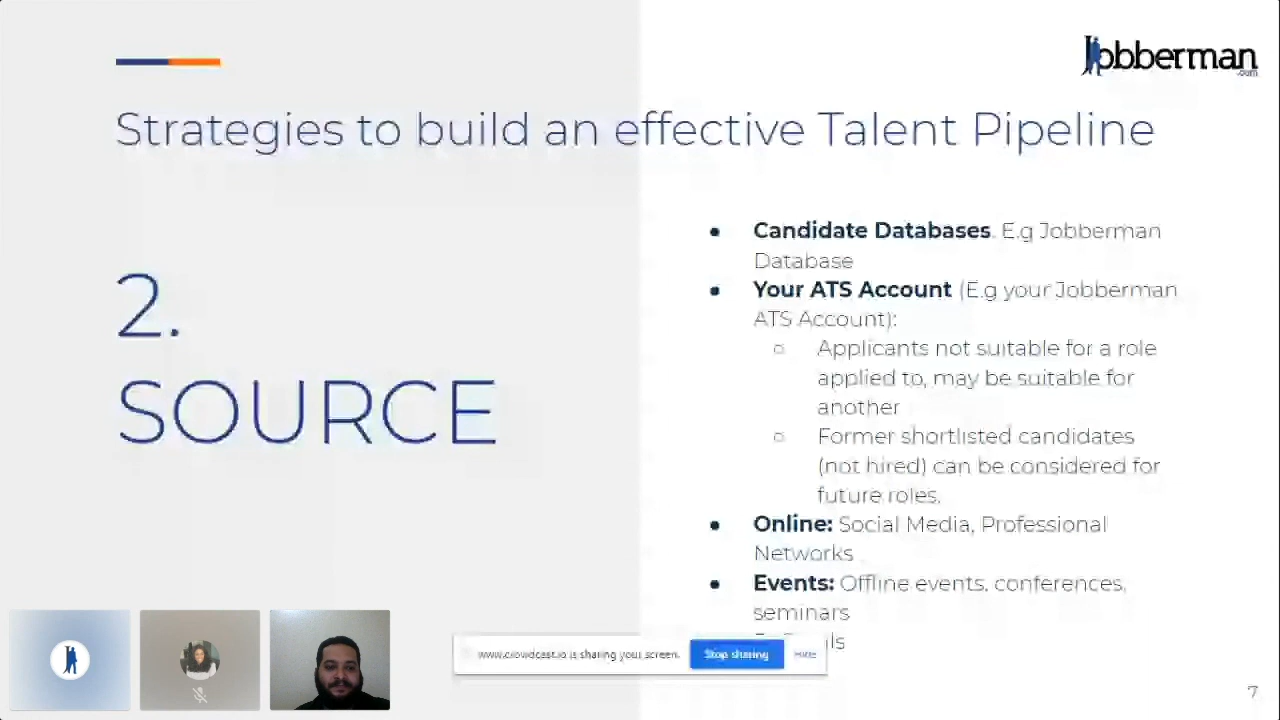 Jobberman
.com
Strategies to build an effective Talent Pipeline
2.
SOURCE
● Candidate Databases. E.g Jobberman
Database
● Your ATS Account (E.g your Jobberman
ATS Account):
○ Applicants not suitable for a role
applied to, may be suitable for
another
○ Former shortlisted candidates
(not hired) can be considered for
future roles.
● Online: Social Media, Professional
Networks
● Events: Offline events, conferences,
seminars
www.crowdcast.io is sharing your screen.
Stop sharing
Hide
7